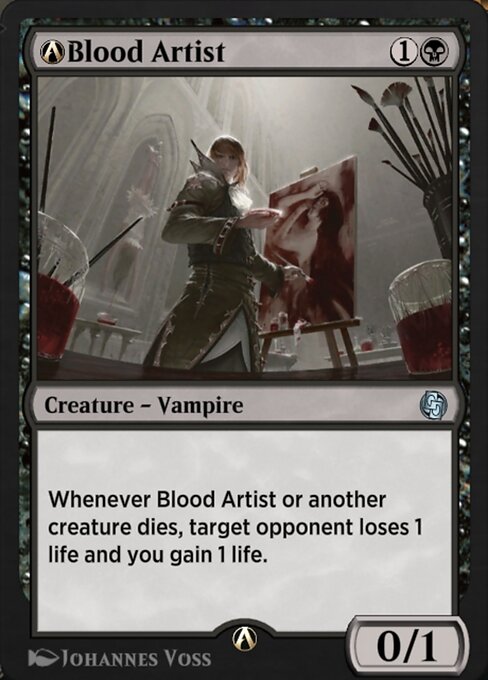 Blood Artist 1
Creature – Vampire
Whenever Blood Artist or another
creature dies, target opponent loses 1
life and you gain 1 life.
0/1
Johannes Voss